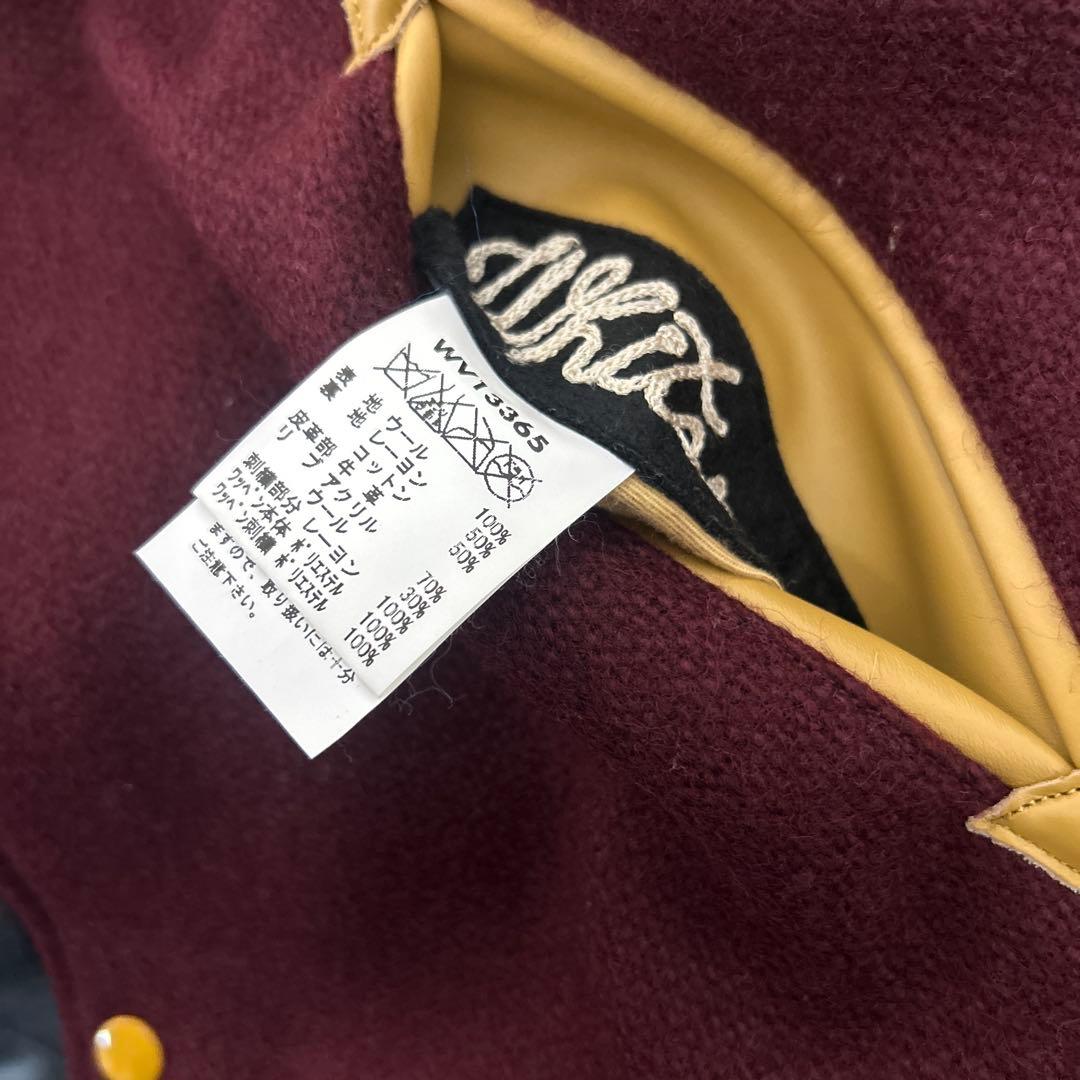 White
WV13365
表 地 ウール 100%
裏 地 レーヨン 50%
コットン 50%
皮革部 牛 革
リ ブ アクリル 70%
ウール 30%
刺繍部分 レーヨン 100%
ワッペン本体 ポリエステル 100%
ワッペン刺繍 ポリエステル 100%
ますので、取り扱いには十分
ご注意下さい。